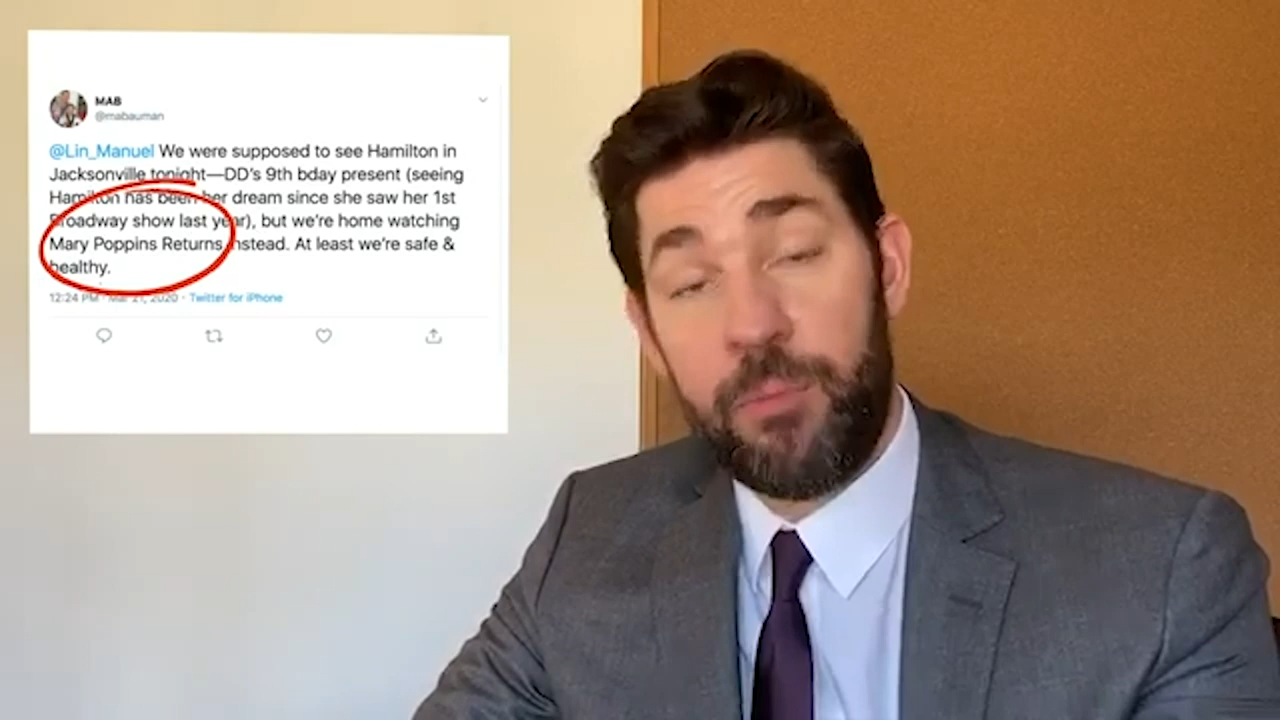 MAB
@mabauman
@Lin_Manuel We were supposed to see Hamilton in
Jacksonville tonight—DD's 9th bday present (seeing
Hamilton has been her dream since she saw her 1st
Broadway show last year), but we're home watching
Mary Poppins Returns instead. At least we're safe &
healthy.
12:24 PM · Mar 21, 2020 · Twitter for iPhone